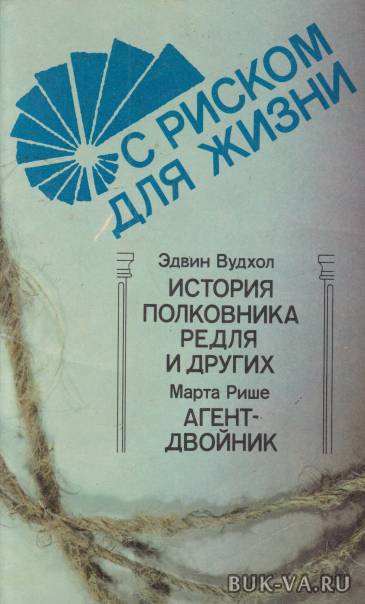 С РИСКОМ
ДЛЯ ЖИЗНИ
Эдвин Вудхол
ИСТОРИЯ
ПОЛКОВНИКА
РЕДЛЯ
И ДРУГИХ
Марта Рише
АГЕНТ-
ДВОЙНИК
BUK-VA.RU